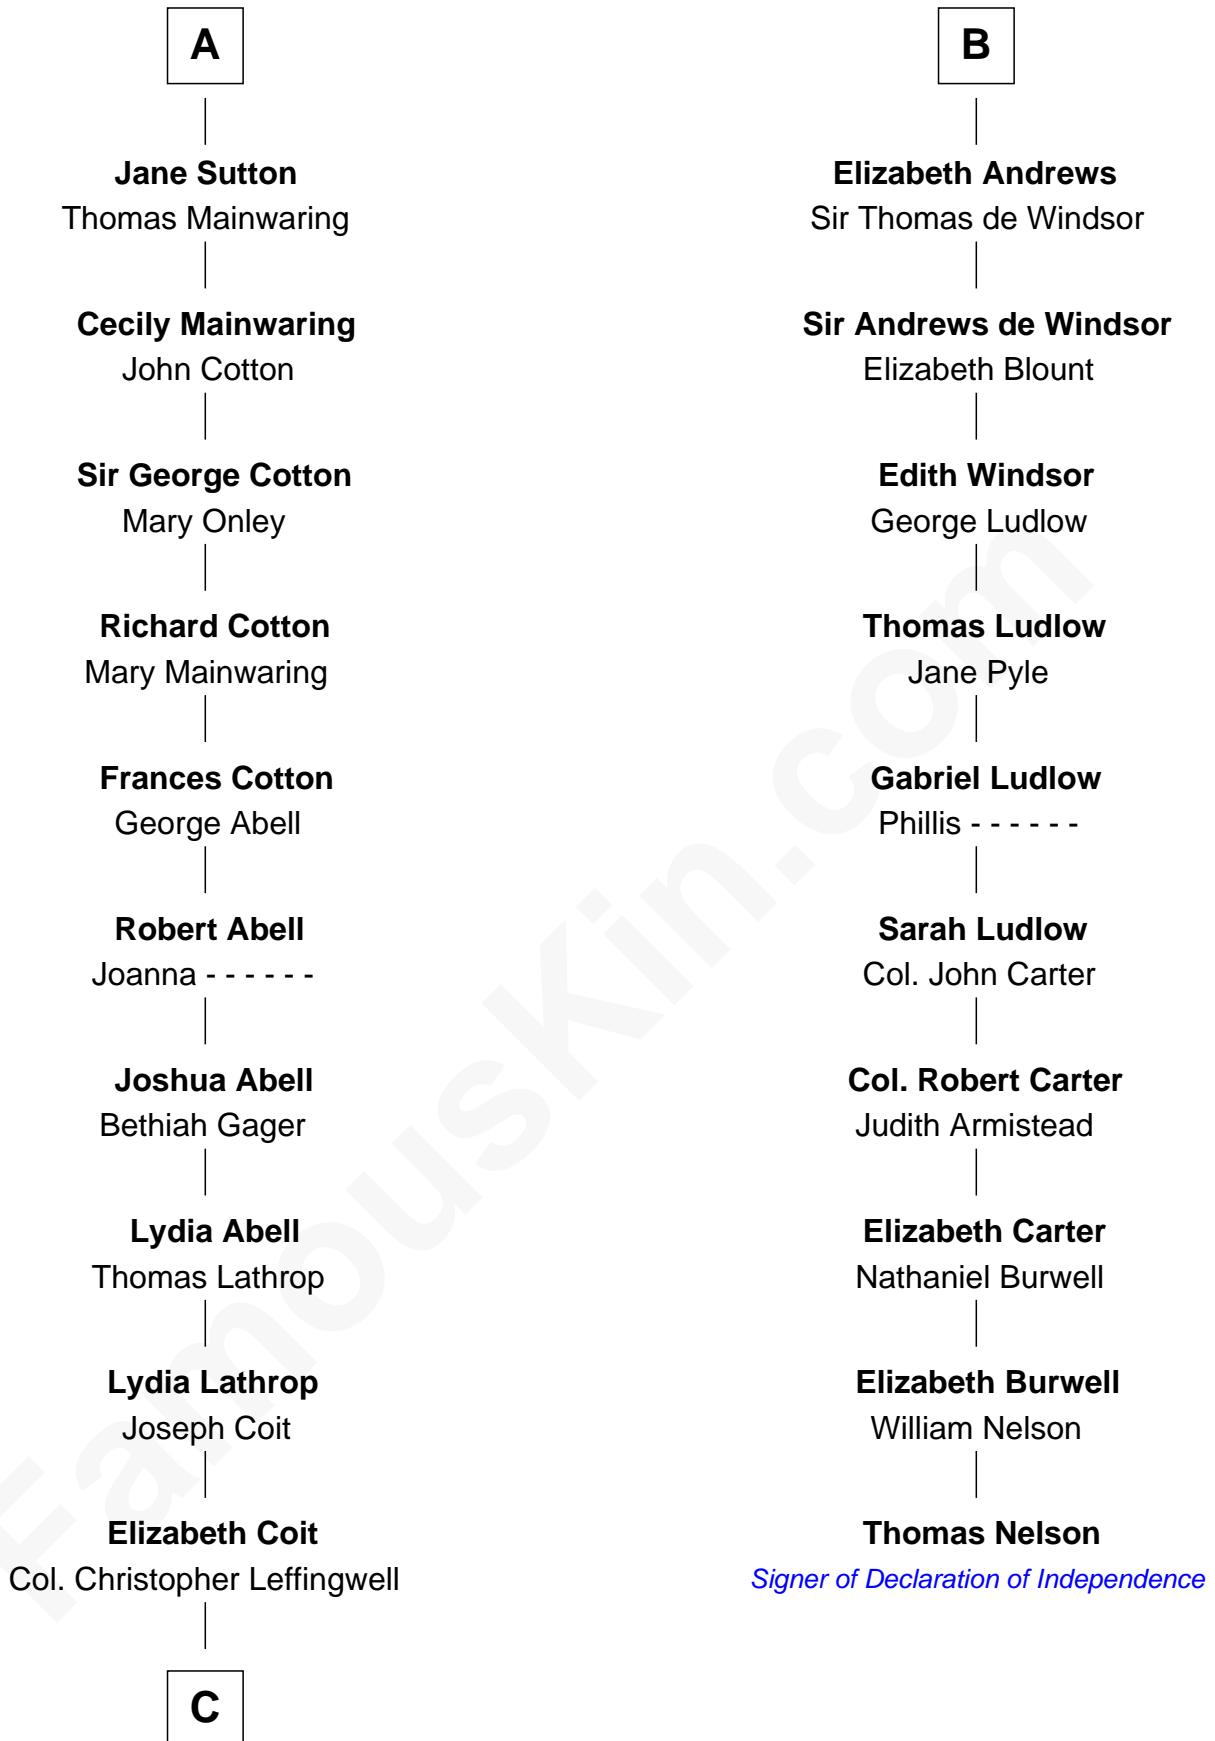 A
Jane Sutton
Thomas Mainwaring
Cecily Mainwaring
John Cotton
Sir George Cotton
Mary Onley
Richard Cotton
Mary Mainwaring
Frances Cotton
George Abell
Robert Abell
Joanna - - - - - -
Joshua Abell
Bethiah Gager
Lydia Abell
Thomas Lathrop
Lydia Lathrop
Joseph Coit
Elizabeth Coit
Col. Christopher Leffingwell
C
B
Elizabeth Andrews
Sir Thomas de Windsor
Sir Andrews de Windsor
Elizabeth Blount
Edith Windsor
George Ludlow
Thomas Ludlow
Jane Pyle
Gabriel Ludlow
Phillis - - - - - -
Sarah Ludlow
Col. John Carter
Col. Robert Carter
Judith Armistead
Elizabeth Carter
Nathaniel Burwell
Elizabeth Burwell
William Nelson
Thomas Nelson
Signer of Declaration of Independence
FamousKin.com